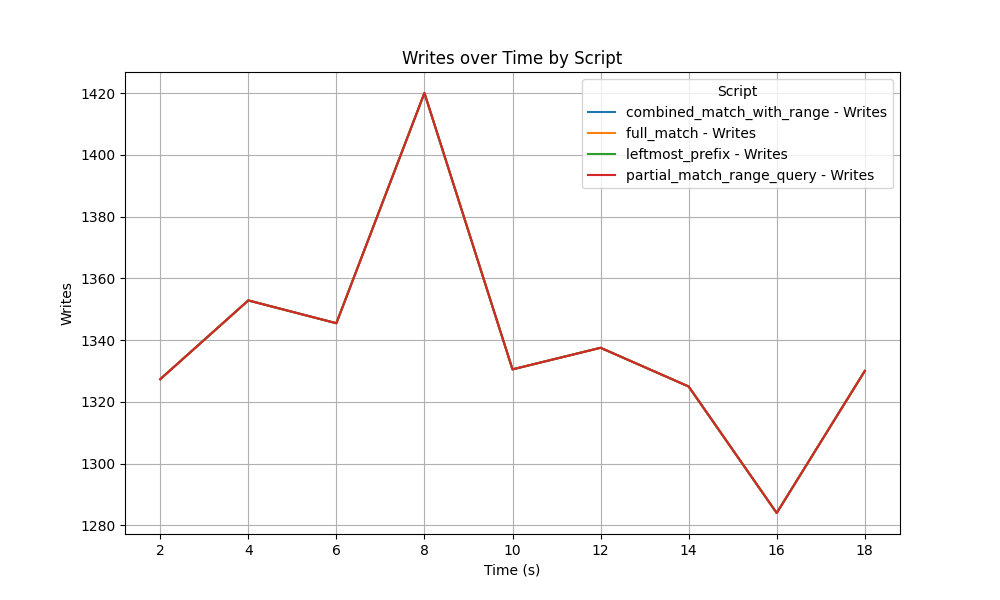 Writes over Time by Script
Script
combined_match_with_range - Writes
full_match - Writes
leftmost_prefix - Writes
partial_match_range_query - Writes
Writes
1420
1400
1380
1360
1340
1320
1300
1280
2 4 6 8 10 12 14 16 18
Time (s)